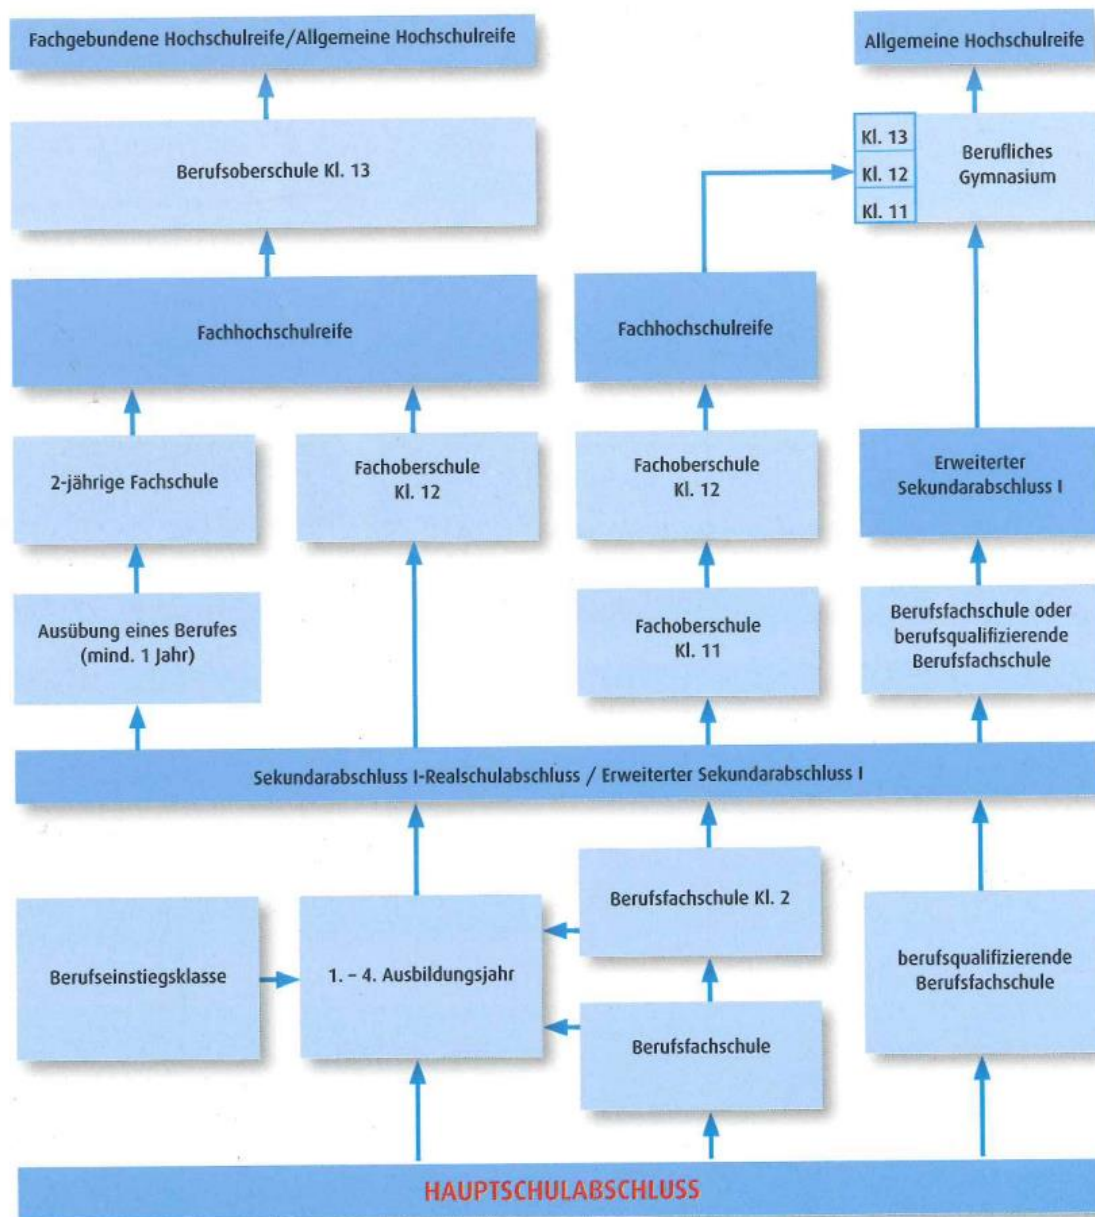 Fachgebundene Hochschulreife/Allgemeine Hochschulreife
Allgemeine Hochschulreife
Berufsoberschule Kl. 13
Kl. 13
Kl. 12
Kl. 11
Berufliches
Gymnasium
Fachhochschulreife
Fachhochschulreife
2-jährige Fachschule
Fachoberschule
Kl. 12
Fachoberschule
Kl. 12
Erweiterter
Sekundarabschluss I
Ausübung eines Berufes
(mind. 1 Jahr)
Fachoberschule
Kl. 11
Berufsfachschule oder
berufsqualifizierende
Berufsfachschule
Sekundarabschluss I-Realschulabschluss / Erweiterter Sekundarabschluss I
Berufseinstiegsklasse
1. – 4. Ausbildungsjahr
Berufsfachschule Kl. 2
Berufsfachschule
berufsqualifizierende
Berufsfachschule
HAUPTSCHULABSCHLUSS